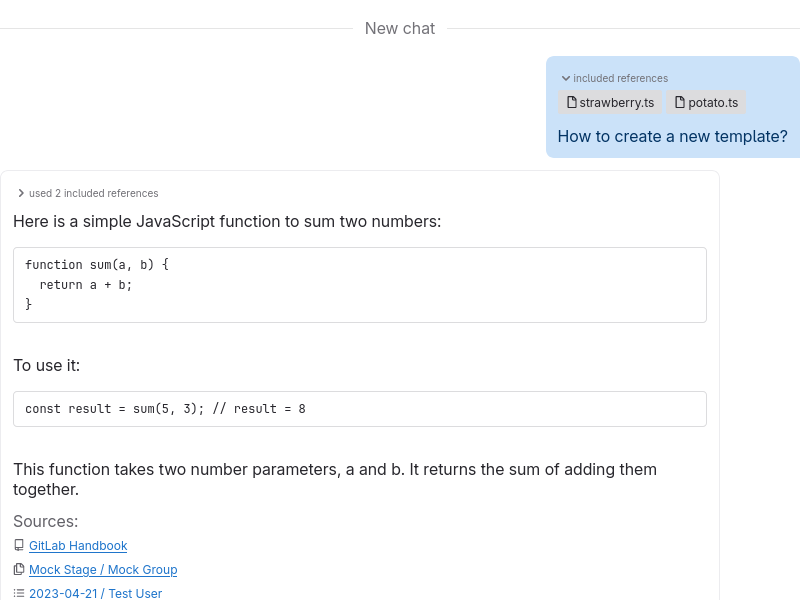 New chat
included references
strawberry.ts potato.ts
How to create a new template?
used 2 included references
Here is a simple JavaScript function to sum two numbers:
function sum(a, b) {
  return a + b;
}
To use it:
const result = sum(5, 3); // result = 8
This function takes two number parameters, a and b. It returns the sum of adding them
together.
Sources:
GitLab Handbook
Mock Stage / Mock Group
2023-04-21 / Test User